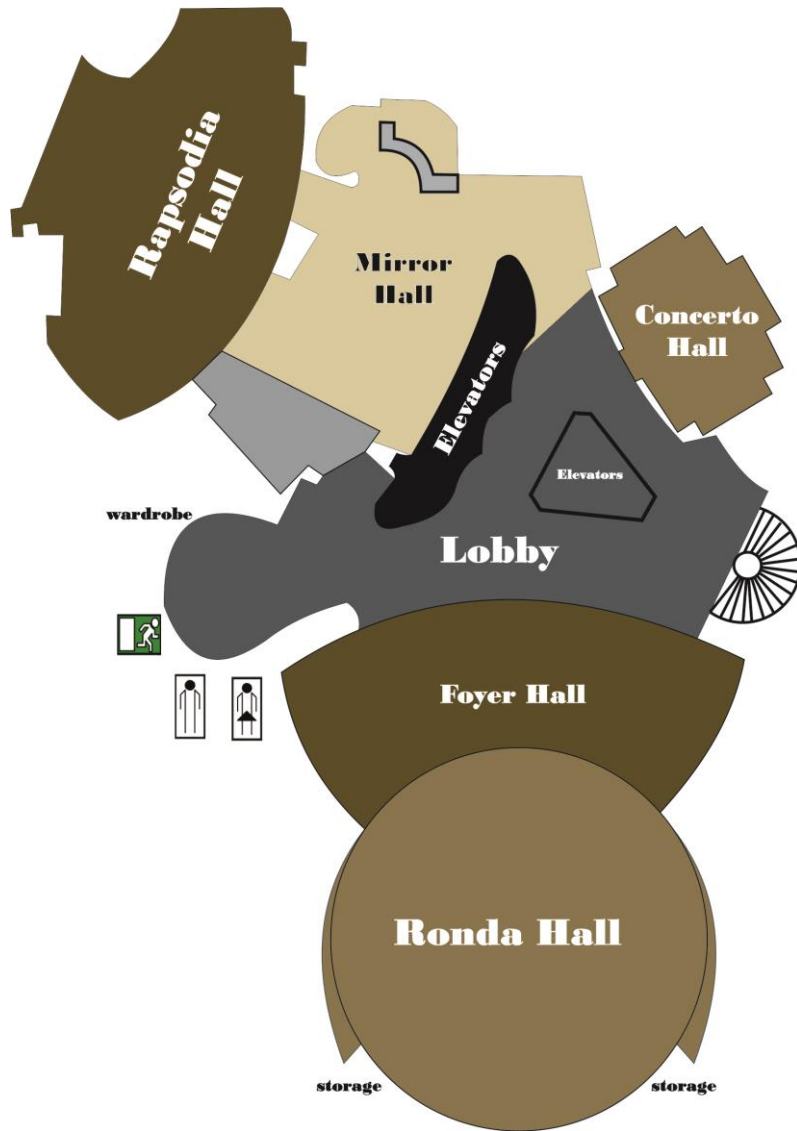 Rapsodia
Hall
Mirror
Hall
Concerto
Hall
Elevators
Elevators
wardrobe
Lobby
Foyer Hall
Ronda Hall
storage
storage